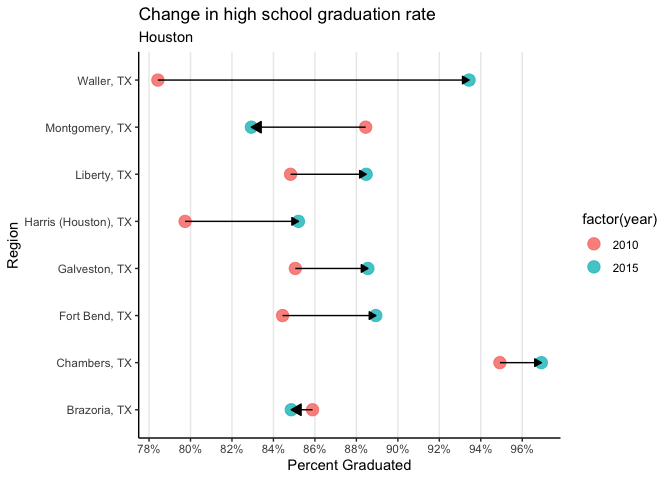 Change in high school graduation rate
Houston
Region
Waller, TX
Montgomery, TX
Liberty, TX
Harris (Houston), TX
Galveston, TX
Fort Bend, TX
Chambers, TX
Brazoria, TX
78% 80% 82% 84% 86% 88% 90% 92% 94% 96%
Percent Graduated
factor(year)
2010
2015